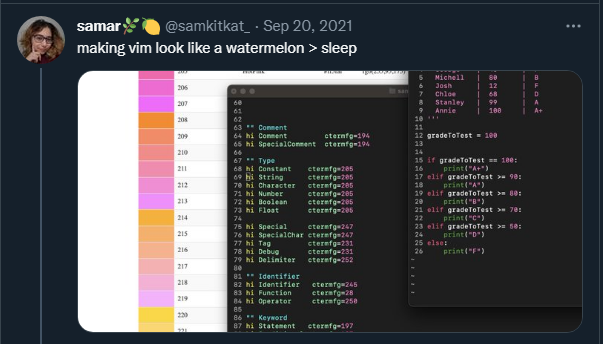 samar🌿🍋 @samkitkat_ · Sep 20, 2021
making vim look like a watermelon > sleep
205
206
207
208
209
210
211
212
213
214
215
216
217
218
219
220
221
60
61
62
63 "" Comment
64 hi Comment ctermfg=194
65 hi SpecialComment ctermfg=194
66
67 "" Type
68 hi Constant ctermfg=205
69 hi String ctermfg=205
70 hi Character ctermfg=205
71 hi Number ctermfg=205
72 hi Boolean ctermfg=205
73 hi Float ctermfg=205
74
75 hi Special ctermfg=247
76 hi SpecialChar ctermfg=247
77 hi Tag ctermfg=231
78 hi Debug ctermfg=231
79 hi Delimiter ctermfg=252
80
81 "" Identifier
82 hi Identifier ctermfg=245
83 hi Function ctermfg=28
84 hi Operator ctermfg=250
85
86 "" Keyword
87 hi Statement ctermfg=197
5 Michell | 80 | B
6 Josh | 12 | F
7 Chloe | 68 | D
8 Stanley | 99 | A
9 Annie | 100 | A+
10 '''
11
12 gradeToTest = 100
13
14
15 if gradeToTest == 100:
16 print("A+")
17 elif gradeToTest >= 90:
18 print("A")
19 elif gradeToTest >= 80:
20 print("B")
21 elif gradeToTest >= 70:
22 print("C")
23 elif gradeToTest >= 50:
24 print("D")
25 else:
26 print("F")
~
~
~
~